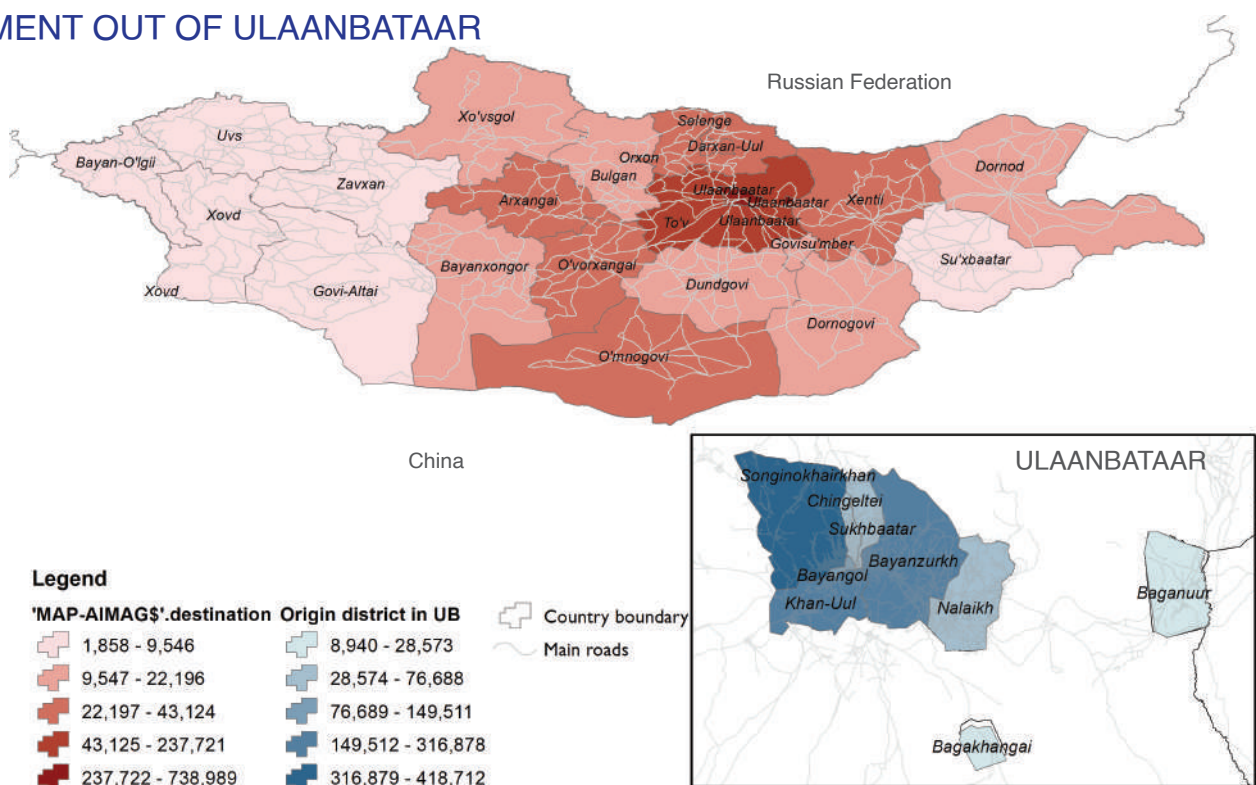 MENT OUT OF ULAANBATAAR
Russian Federation
Xo'vsgol
Selenge
Uvs
Darxan-Uul
Bayan-O'lgii
Orxon
Dornod
Bulgan
Zavxan
Ulaanbaatar
Arxangai
Ulaanbaatar
Xentii
Xovd
To'v
Ulaanbaatar
Govisu'mber
Su'xbaatar
Bayanxongor
O'vorxangai
Dundgovi
Xovd
Govi-Altai
Dornogovi
O'mnogovi
China
ULAANBATAAR
Songinokhairkhan
Chingeltei
Sukhbaatar
Bayanzurkh
Bayangol
Khan-Uul
Nalaikh
Baganuur
Bagakhangai
Legend
'MAP-AIMAG$'.destination
1,858 - 9,546
9,547 - 22,196
22,197 - 43,124
43,125 - 237,721
237,722 - 738,989
Origin district in UB
8,940 - 28,573
28,574 - 76,688
76,689 - 149,511
149,512 - 316,878
316,879 - 418,712
Country boundary
Main roads